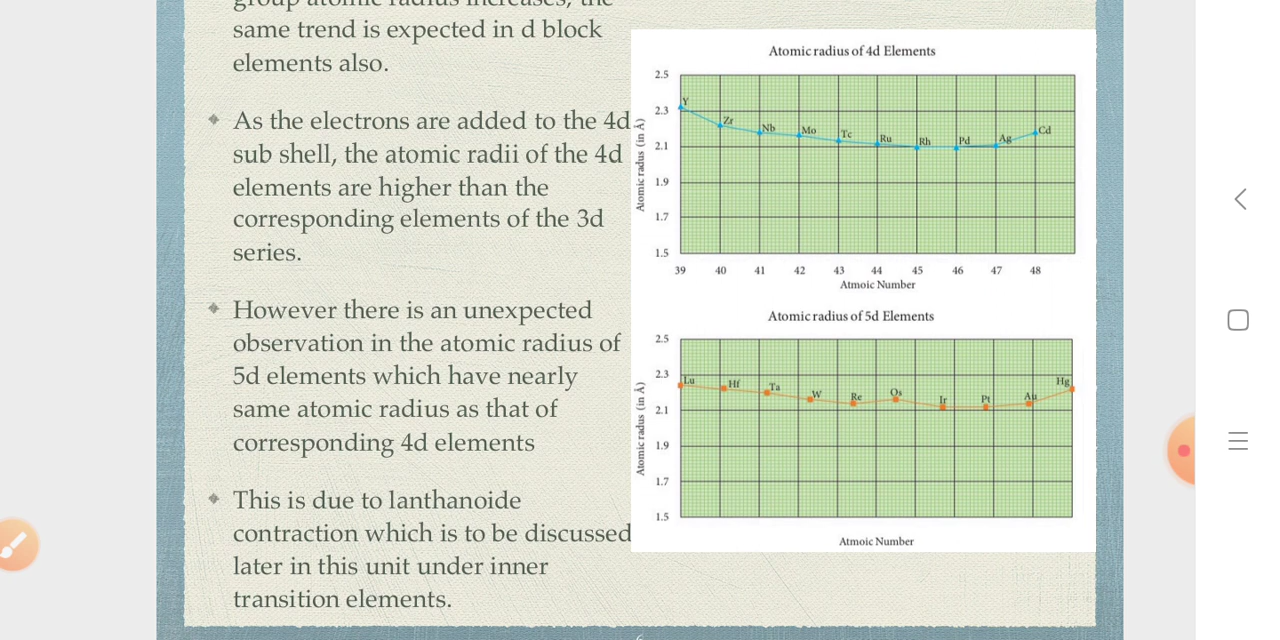 group atomic radius increases, the
same trend is expected in d block
elements also.
As the electrons are added to the 4d
sub shell, the atomic radii of the 4d
elements are higher than the
corresponding elements of the 3d
series.
However there is an unexpected
observation in the atomic radius of
5d elements which have nearly
same atomic radius as that of
corresponding 4d elements
This is due to lanthanoide
contraction which is to be discussed
later in this unit under inner
transition elements.
Atomic radius of 4d Elements
Atomic radus (in Å)
2.5
2.3
2.1
1.9
1.7
1.5
Y Zr Nb Mo Tc Ru Rh Pd Ag Cd
39 40 41 42 43 44 45 46 47 48
Atmoic Number
Atomic radius of 5d Elements
Atomic radius (in Å)
2.5
2.3
2.1
1.9
1.7
1.5
Lu Hf Ta W Re Os Ir Pt Au Hg
Atmoic Number